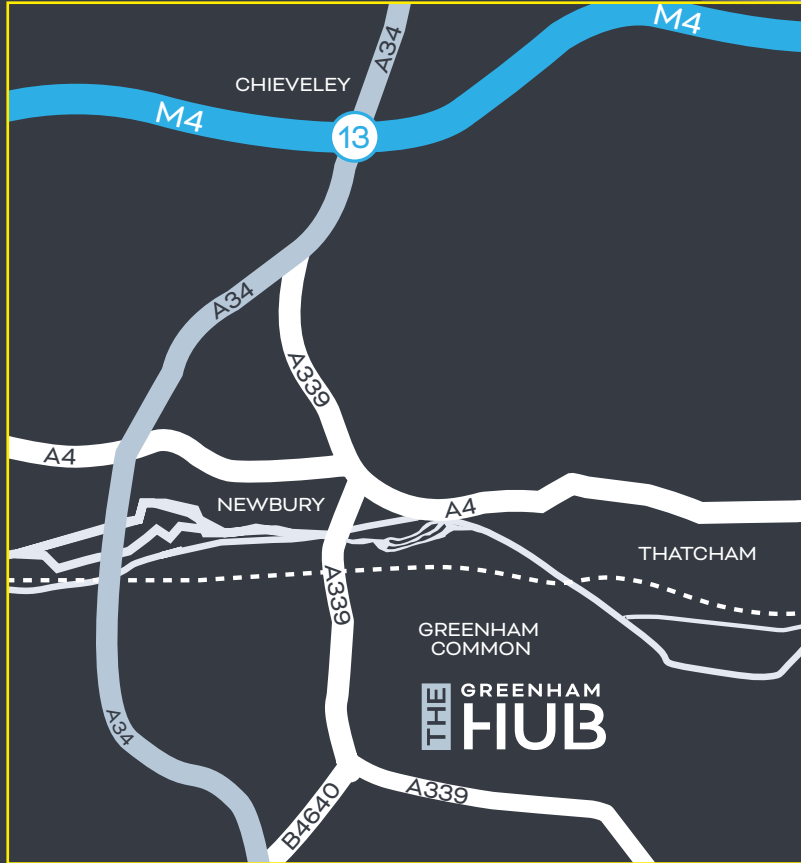 M4
A34
CHIEVELEY
M4
13
A34
A339
A4
NEWBURY
A4
THATCHAM
A339
GREENHAM
COMMON
THE GREENHAM
HUB
A34
A339
B4640